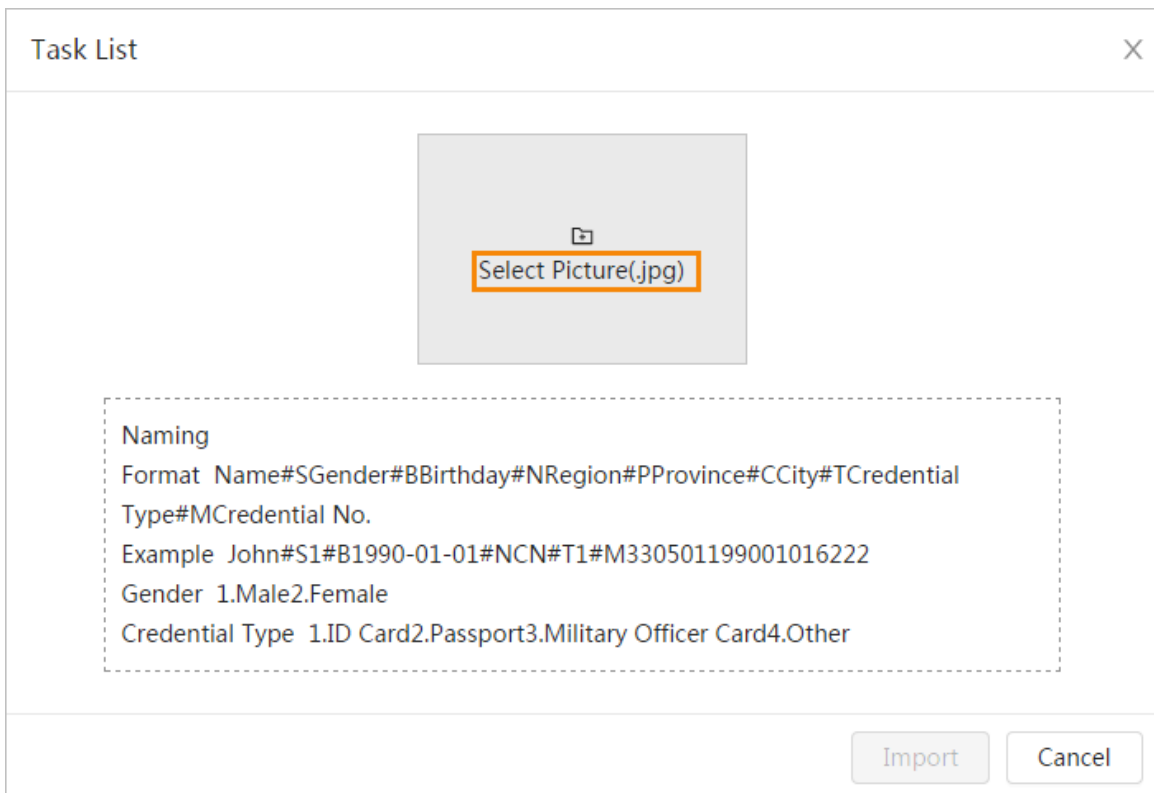 Task List
X
Select Picture(.jpg)
Naming
Format  Name#SGender#BBirthday#NRegion#PProvince#CCity#TCredential
Type#MCredential No.
Example  John#S1#B1990-01-01#NCN#T1#M330501199001016222
Gender  1.Male2.Female
Credential Type  1.ID Card2.Passport3.Military Officer Card4.Other
Import
Cancel